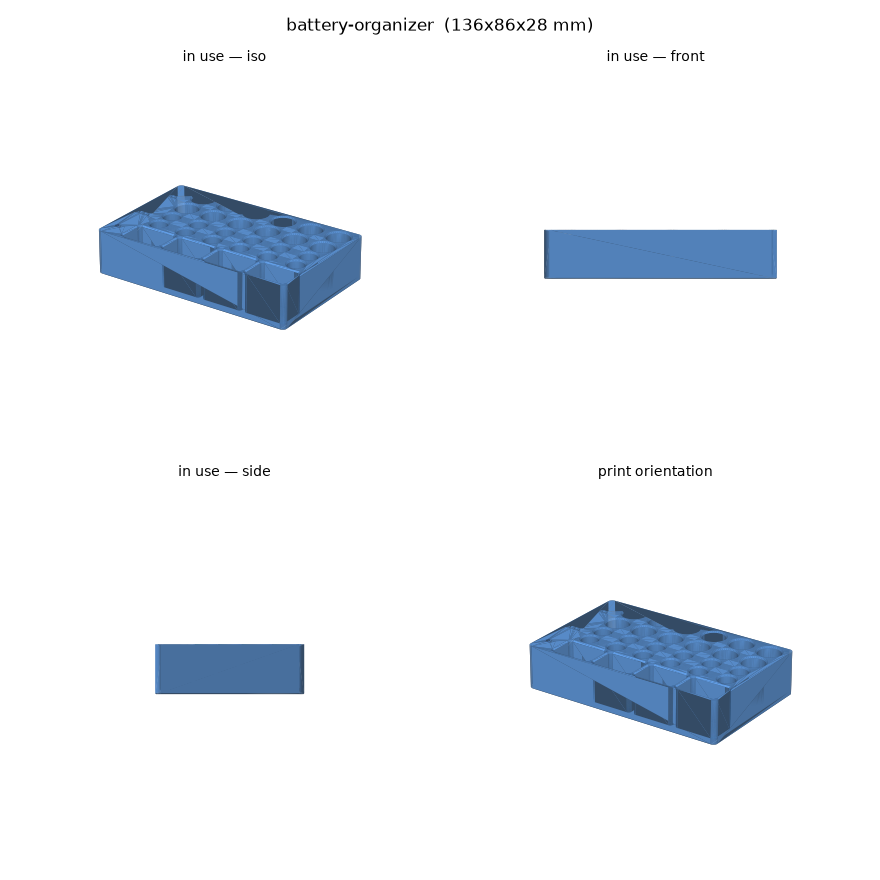 battery-organizer  (136x86x28 mm)
in use — iso
in use — front
in use — side
print orientation